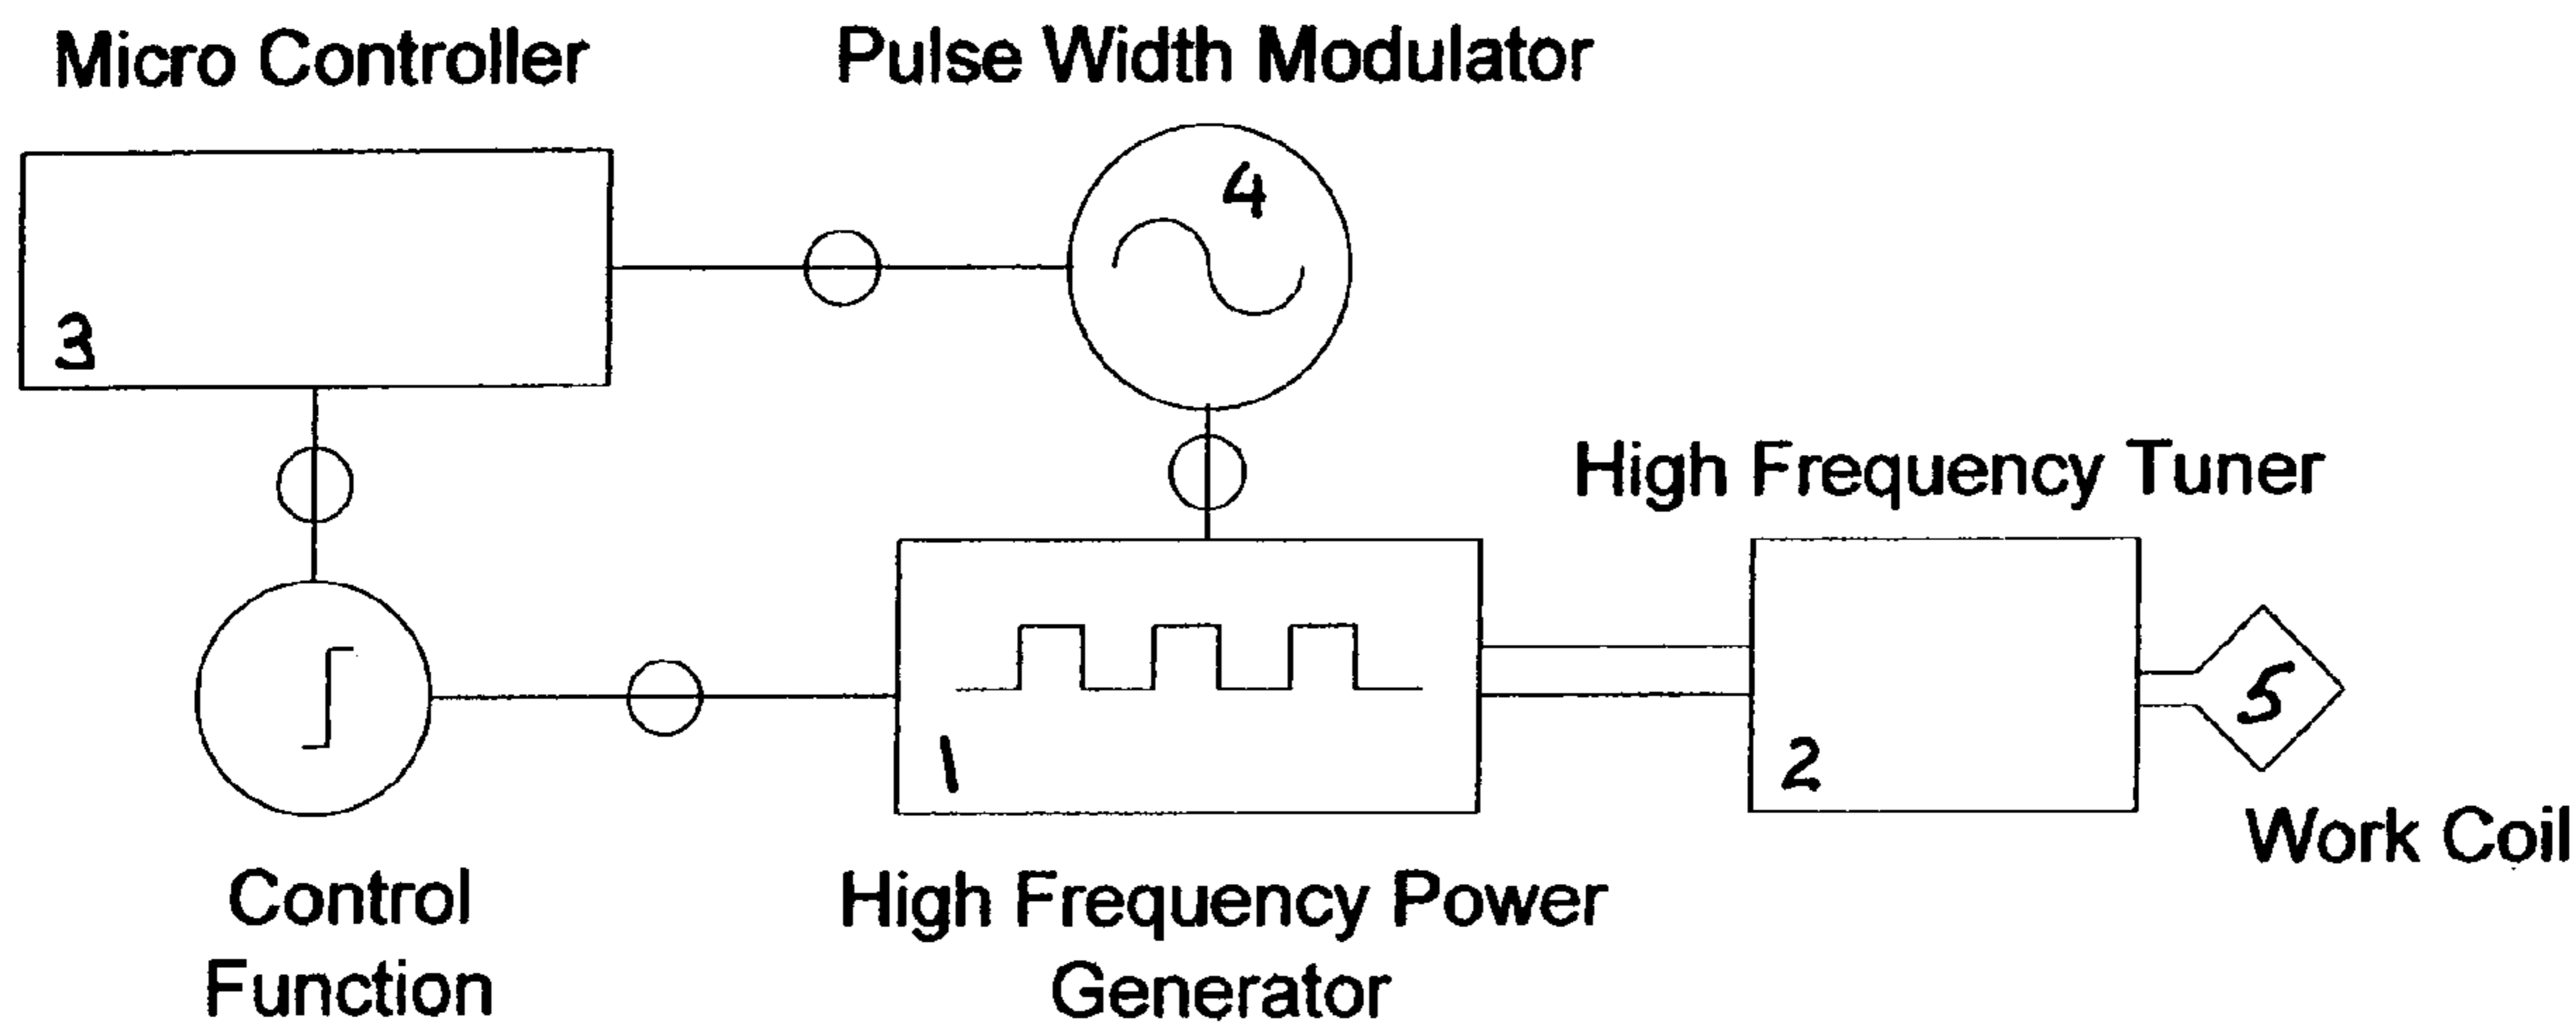 Micro Controller
Pulse Width Modulator
4
3
High Frequency Tuner
1
2
5
Work Coil
Control
Function
High Frequency Power
Generator